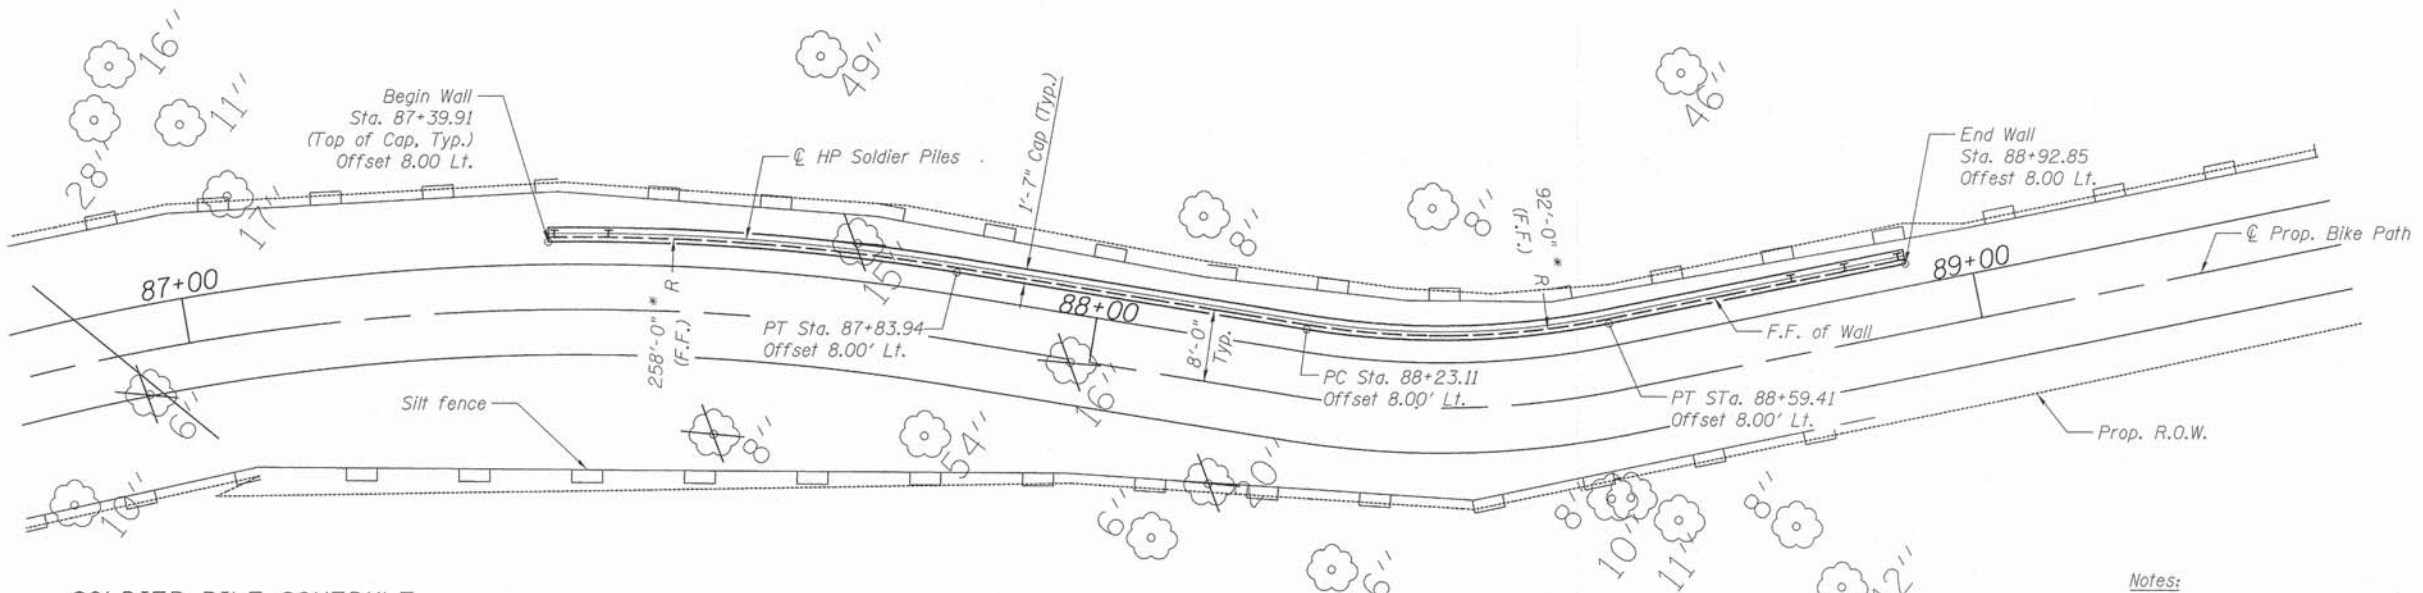 16''
11''
28''
17''
49''
46''
Begin Wall
Sta. 87+39.91
(Top of Cap, Typ.)
Offset 8.00 Lt.
℄ HP Soldier Piles
1'-7" Cap (Typ.)
End Wall
Sta. 88+92.85
Offest 8.00 Lt.
15''
8''
8''
92'-0" * R
(F.F.)
87+00
88+00
89+00
℄ Prop. Bike Path
258'-0" * R
(F.F.)
PT Sta. 87+83.94
Offset 8.00' Lt.
8'-0"
Typ.
PC Sta. 88+23.11
Offset 8.00' Lt.
F.F. of Wall
PT STa. 88+59.41
Offset 8.00' Lt.
Prop. R.O.W.
Silt fence
6''
8''
54''
16''
10''
6''
6''
8''
10''
11''
8''
Notes: